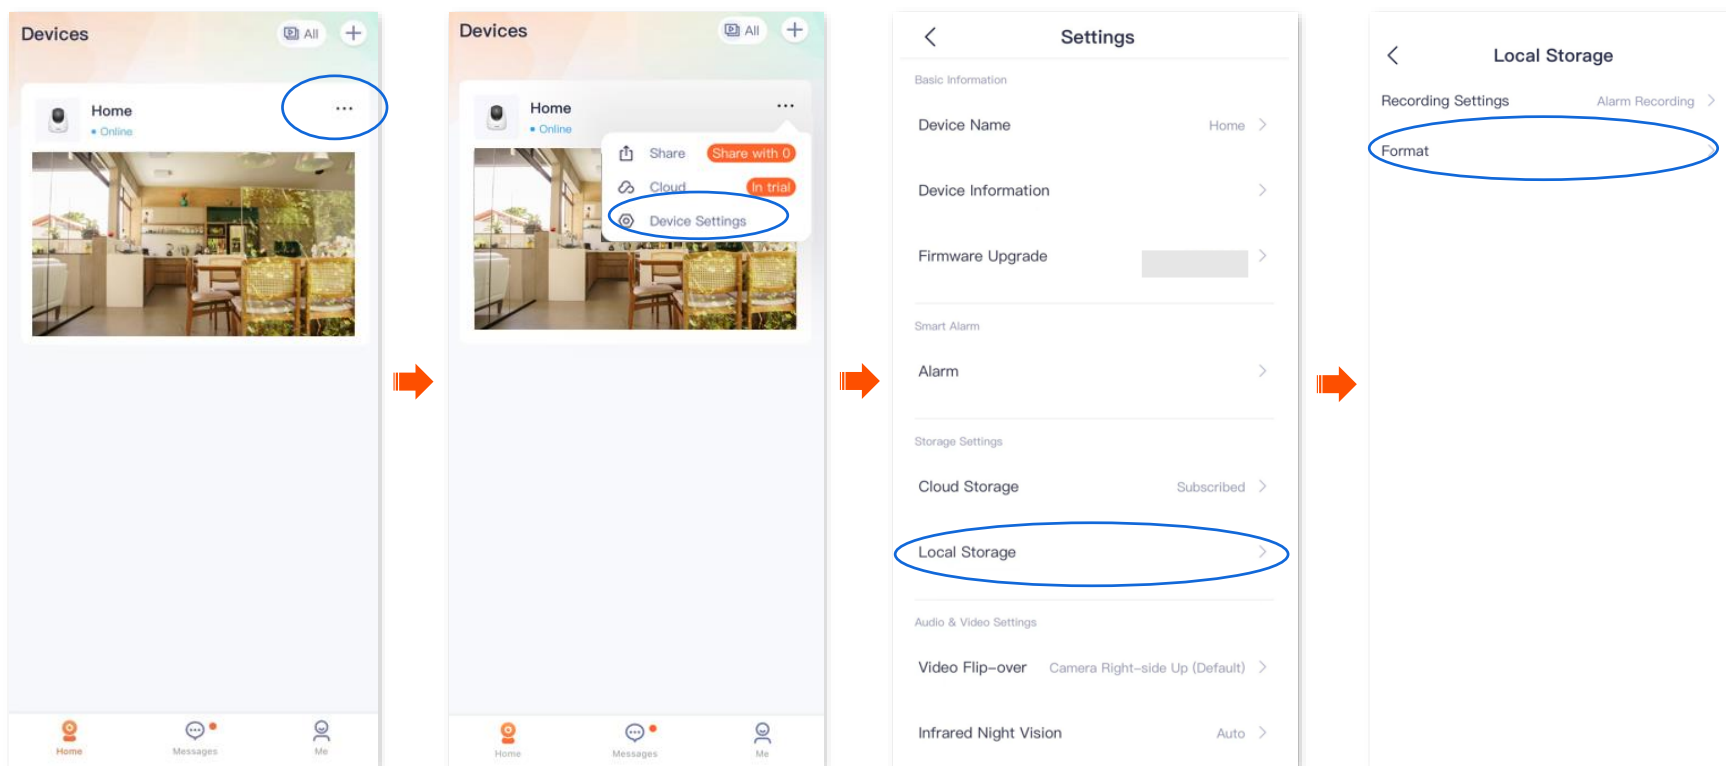 Devices
All
Home
Online
Home
Messages
Me
Devices
All
Home
Online
Share Share with 0
Cloud In trial
Device Settings
Home
Messages
Me
Settings
Basic Information
Device Name Home
Device Information
Firmware Upgrade
Smart Alarm
Alarm
Storage Settings
Cloud Storage Subscribed
Local Storage
Audio & Video Settings
Video Flip-over Camera Right-side Up (Default)
Infrared Night Vision Auto
Local Storage
Recording Settings Alarm Recording
Format